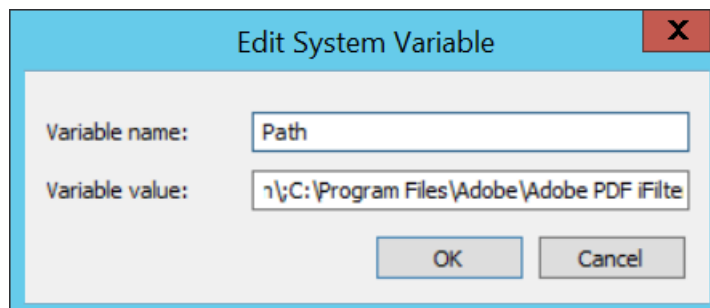 Edit System Variable
X
Variable name: Path
Variable value: \;C:\Program Files\Adobe\Adobe PDF iFilte
OK Cancel